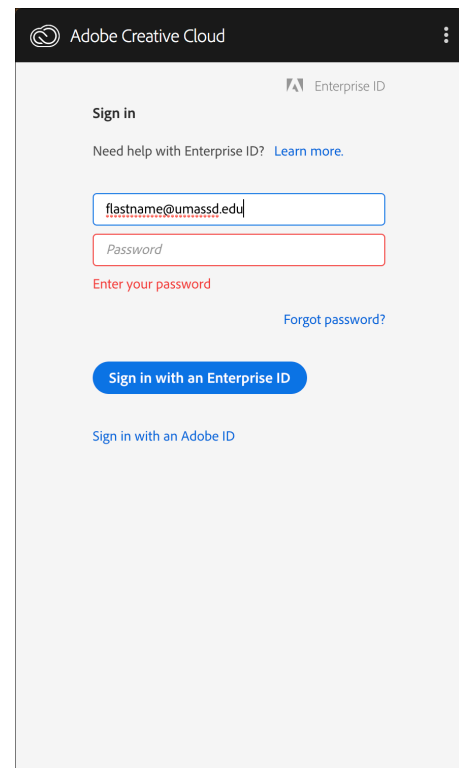 Adobe Creative Cloud
Enterprise ID
Sign in
Need help with Enterprise ID? Learn more.
flastname@umassd.edu
Password
Enter your password
Forgot password?
Sign in with an Enterprise ID
Sign in with an Adobe ID